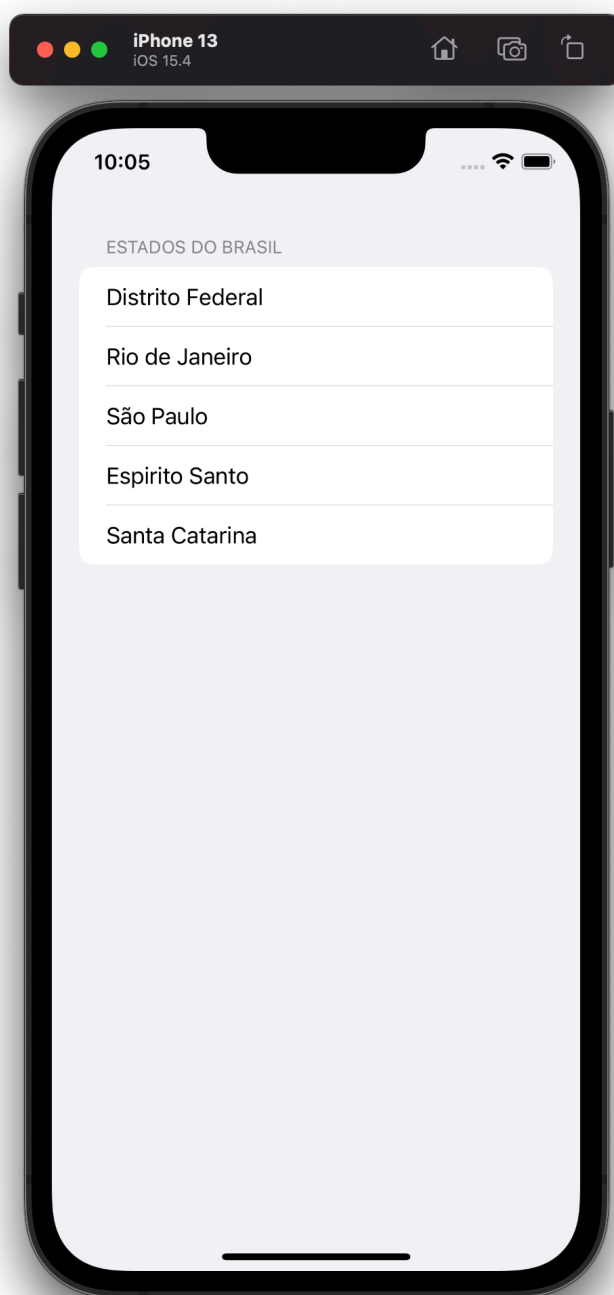 iPhone 13
iOS 15.4
10:05
ESTADOS DO BRASIL
Distrito Federal
Rio de Janeiro
São Paulo
Espirito Santo
Santa Catarina